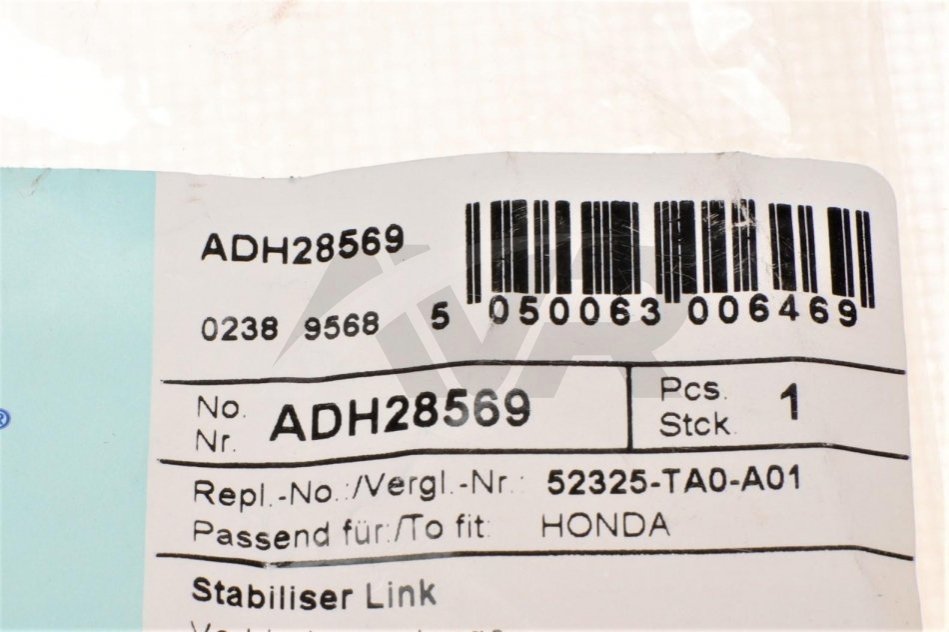 ADH28569
0238 9568
5 050063 006469
No.
Nr.
ADH28569
Pcs.
Stck.
1
Repl.-No.:/Vergl.-Nr.: 52325-TA0-A01
Passend für:/To fit: HONDA
Stabiliser Link
®